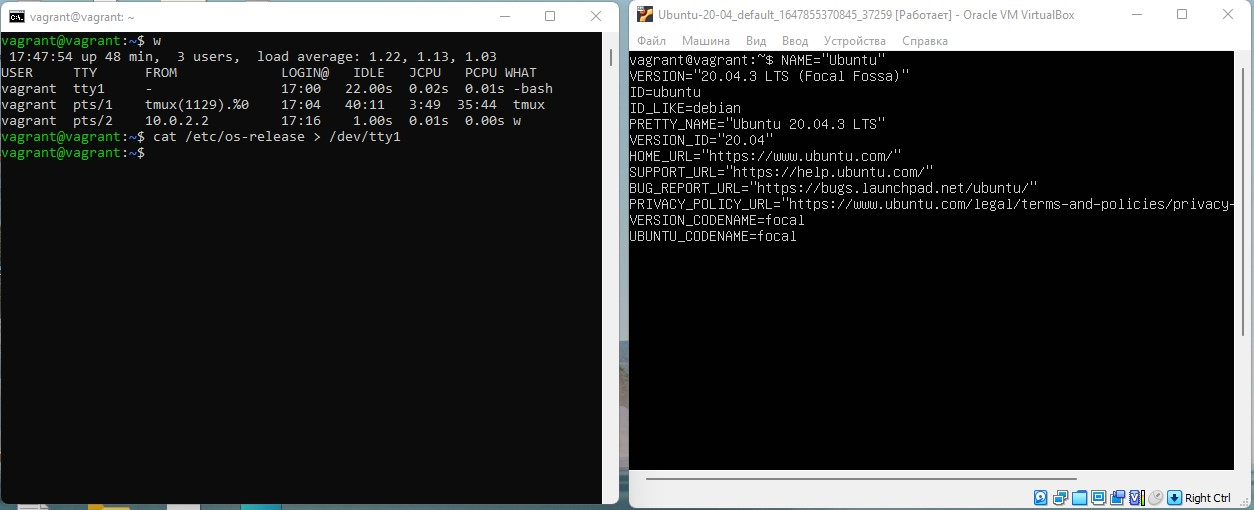 vagrant@vagrant: ~
vagrant@vagrant:~$ w
17:47:54 up 48 min,  3 users,  load average: 1.22, 1.13, 1.03
USER     TTY      FROM             LOGIN@   IDLE   JCPU   PCPU WHAT
vagrant  tty1     -                17:00   22.00s  0.02s  0.01s -bash
vagrant  pts/1    tmux(1129).%0    17:04   40:11   3:49  35:44  tmux
vagrant  pts/2    10.0.2.2         17:16    1.00s  0.01s  0.00s w
vagrant@vagrant:~$ cat /etc/os-release > /dev/tty1
vagrant@vagrant:~$
Ubuntu-20-04_default_1647855370845_37259 [Работает] - Oracle VM VirtualBox
Файл Машина Вид Ввод Устройства Справка
vagrant@vagrant:~$ NAME="Ubuntu"
VERSION="20.04.3 LTS (Focal Fossa)"
ID=ubuntu
ID_LIKE=debian
PRETTY_NAME="Ubuntu 20.04.3 LTS"
VERSION_ID="20.04"
HOME_URL="https://www.ubuntu.com/"
SUPPORT_URL="https://help.ubuntu.com/"
BUG_REPORT_URL="https://bugs.launchpad.net/ubuntu/"
PRIVACY_POLICY_URL="https://www.ubuntu.com/legal/terms-and-policies/privacy-
VERSION_CODENAME=focal
UBUNTU_CODENAME=focal
Right Ctrl